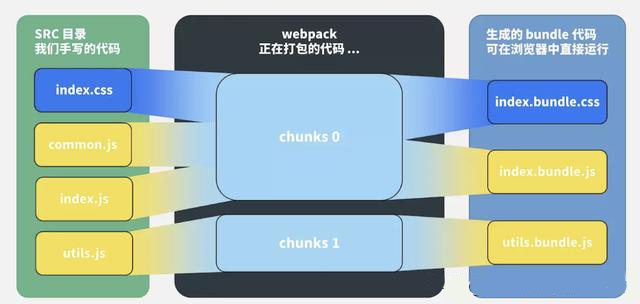 SRC 目录
我们手写的代码
index.css
common.js
index.js
utils.js
webpack
正在打包的代码 ...
chunks 0
chunks 1
生成的 bundle 代码
可在浏览器中直接运行
index.bundle.css
index.bundle.js
utils.bundle.js